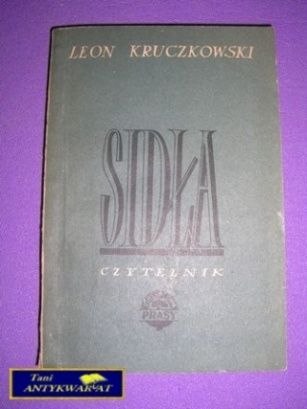 LEON KRUCZKOWSKI
SIDŁA
CZYTELNIK
PRASY
Tani
ANTYKWARIAT